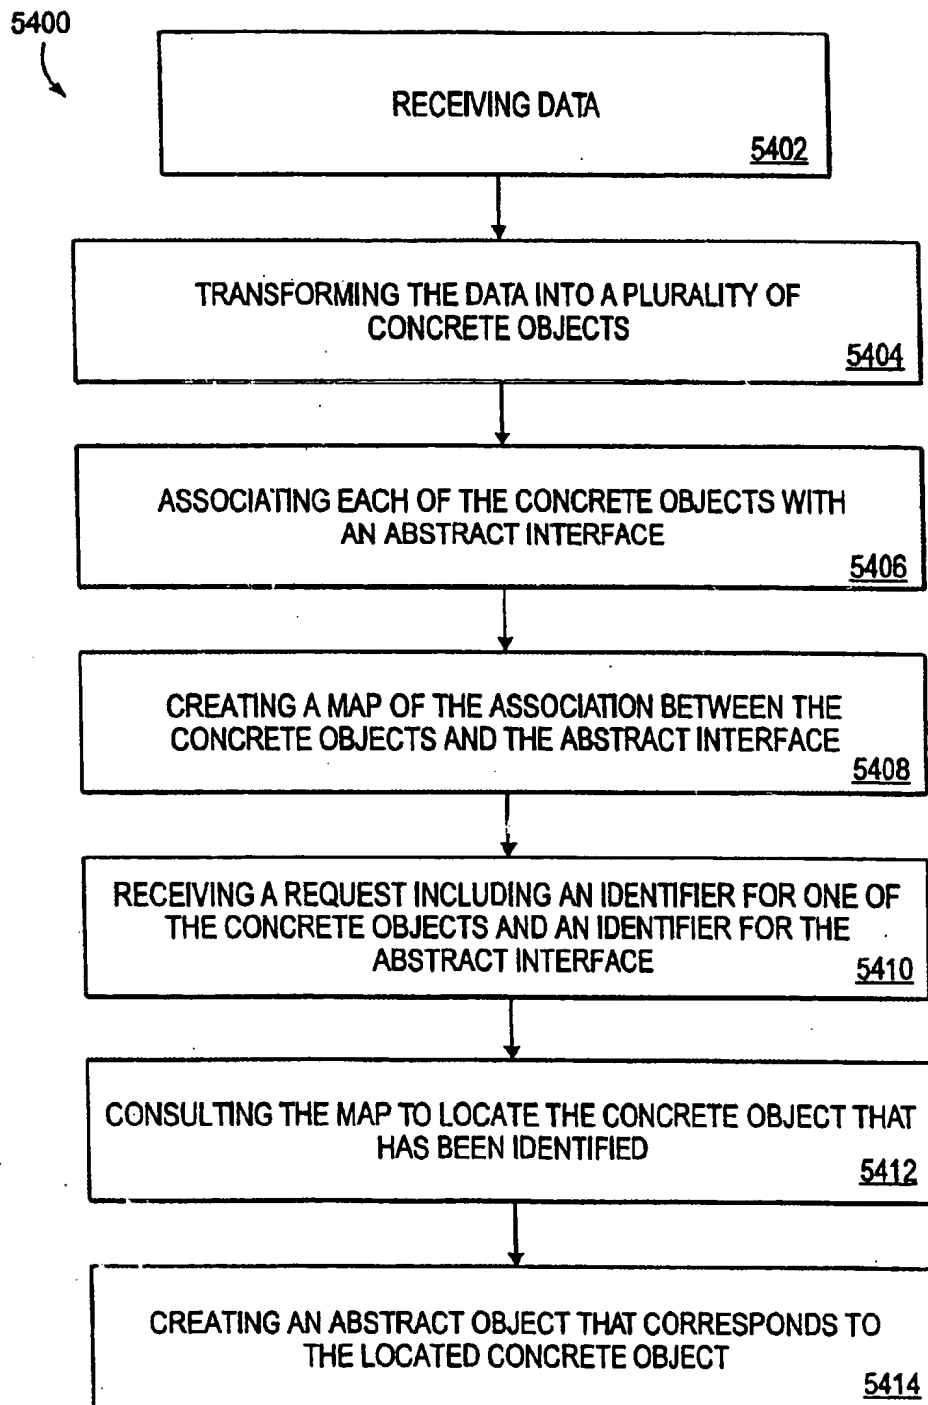 5400
RECEIVING DATA
5402
TRANSFORMING THE DATA INTO A PLURALITY OF
CONCRETE OBJECTS
5404
ASSOCIATING EACH OF THE CONCRETE OBJECTS WITH
AN ABSTRACT INTERFACE
5406
CREATING A MAP OF THE ASSOCIATION BETWEEN THE
CONCRETE OBJECTS AND THE ABSTRACT INTERFACE
5408
RECEIVING A REQUEST INCLUDING AN IDENTIFIER FOR ONE OF
THE CONCRETE OBJECTS AND AN IDENTIFIER FOR THE
ABSTRACT INTERFACE
5410
CONSULTING THE MAP TO LOCATE THE CONCRETE OBJECT THAT
HAS BEEN IDENTIFIED
5412
CREATING AN ABSTRACT OBJECT THAT CORRESPONDS TO
THE LOCATED CONCRETE OBJECT
5414